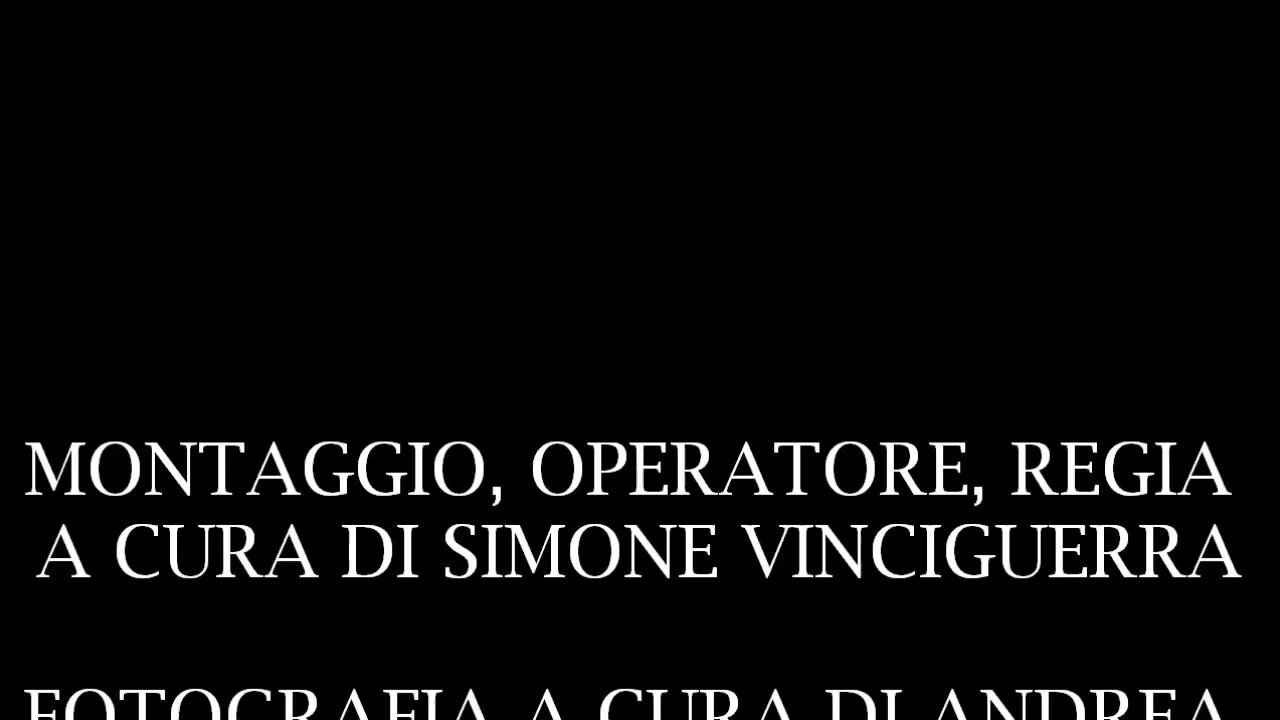 MONTAGGIO, OPERATORE, REGIA
A CURA DI SIMONE VINCIGUERRA
FOTOGRAFIA A CURA DI ANDREA